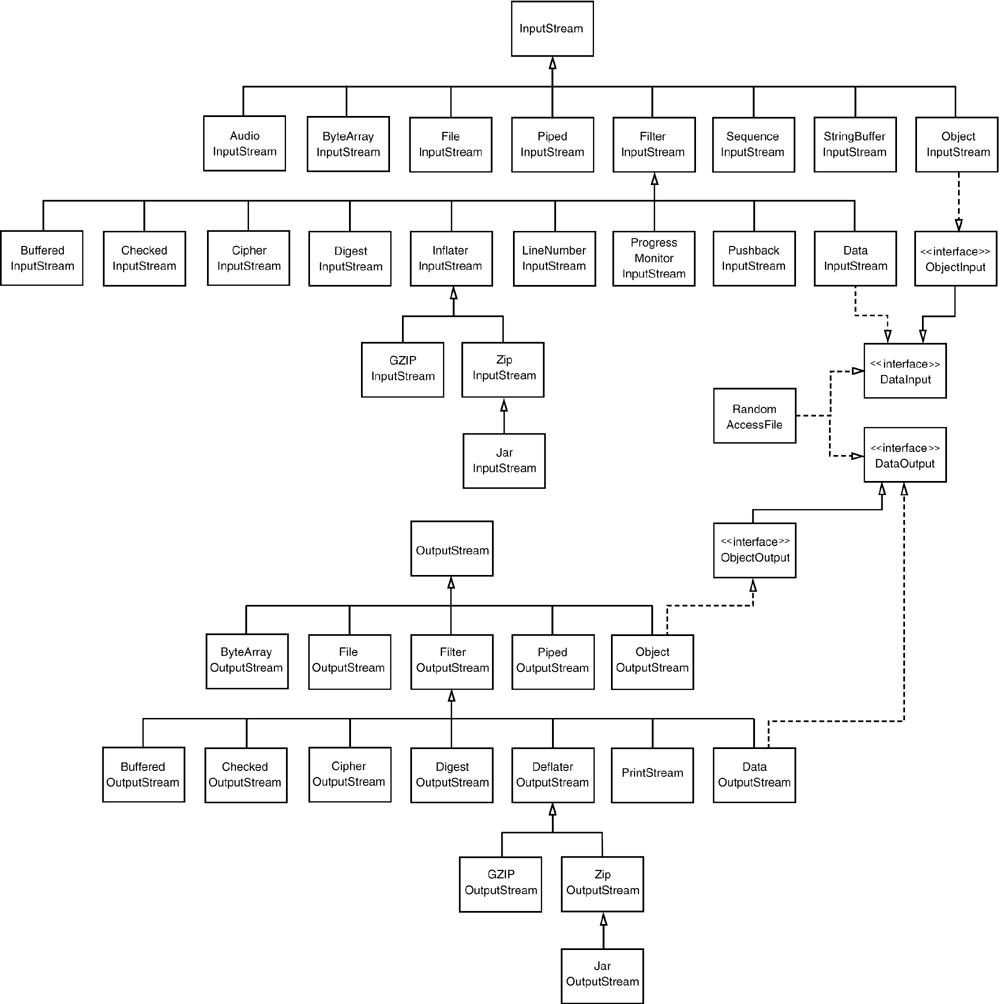 InputStream
Audio
InputStream
ByteArray
InputStream
File
InputStream
Piped
InputStream
Filter
InputStream
Sequence
InputStream
StringBuffer
InputStream
Object
InputStream
Buffered
InputStream
Checked
InputStream
Cipher
InputStream
Digest
InputStream
Inflater
InputStream
LineNumber
InputStream
Progress
Monitor
InputStream
Pushback
InputStream
Data
InputStream
<<interface>>
ObjectInput
GZIP
InputStream
Zip
InputStream
<<interface>>
DataInput
Random
AccessFile
Jar
InputStream
<<interface>>
DataOutput
OutputStream
<<interface>>
ObjectOutput
ByteArray
OutputStream
File
OutputStream
Filter
OutputStream
Piped
OutputStream
Object
OutputStream
Buffered
OutputStream
Checked
OutputStream
Cipher
OutputStream
Digest
OutputStream
Deflater
OutputStream
PrintStream
Data
OutputStream
GZIP
OutputStream
Zip
OutputStream
Jar
OutputStream